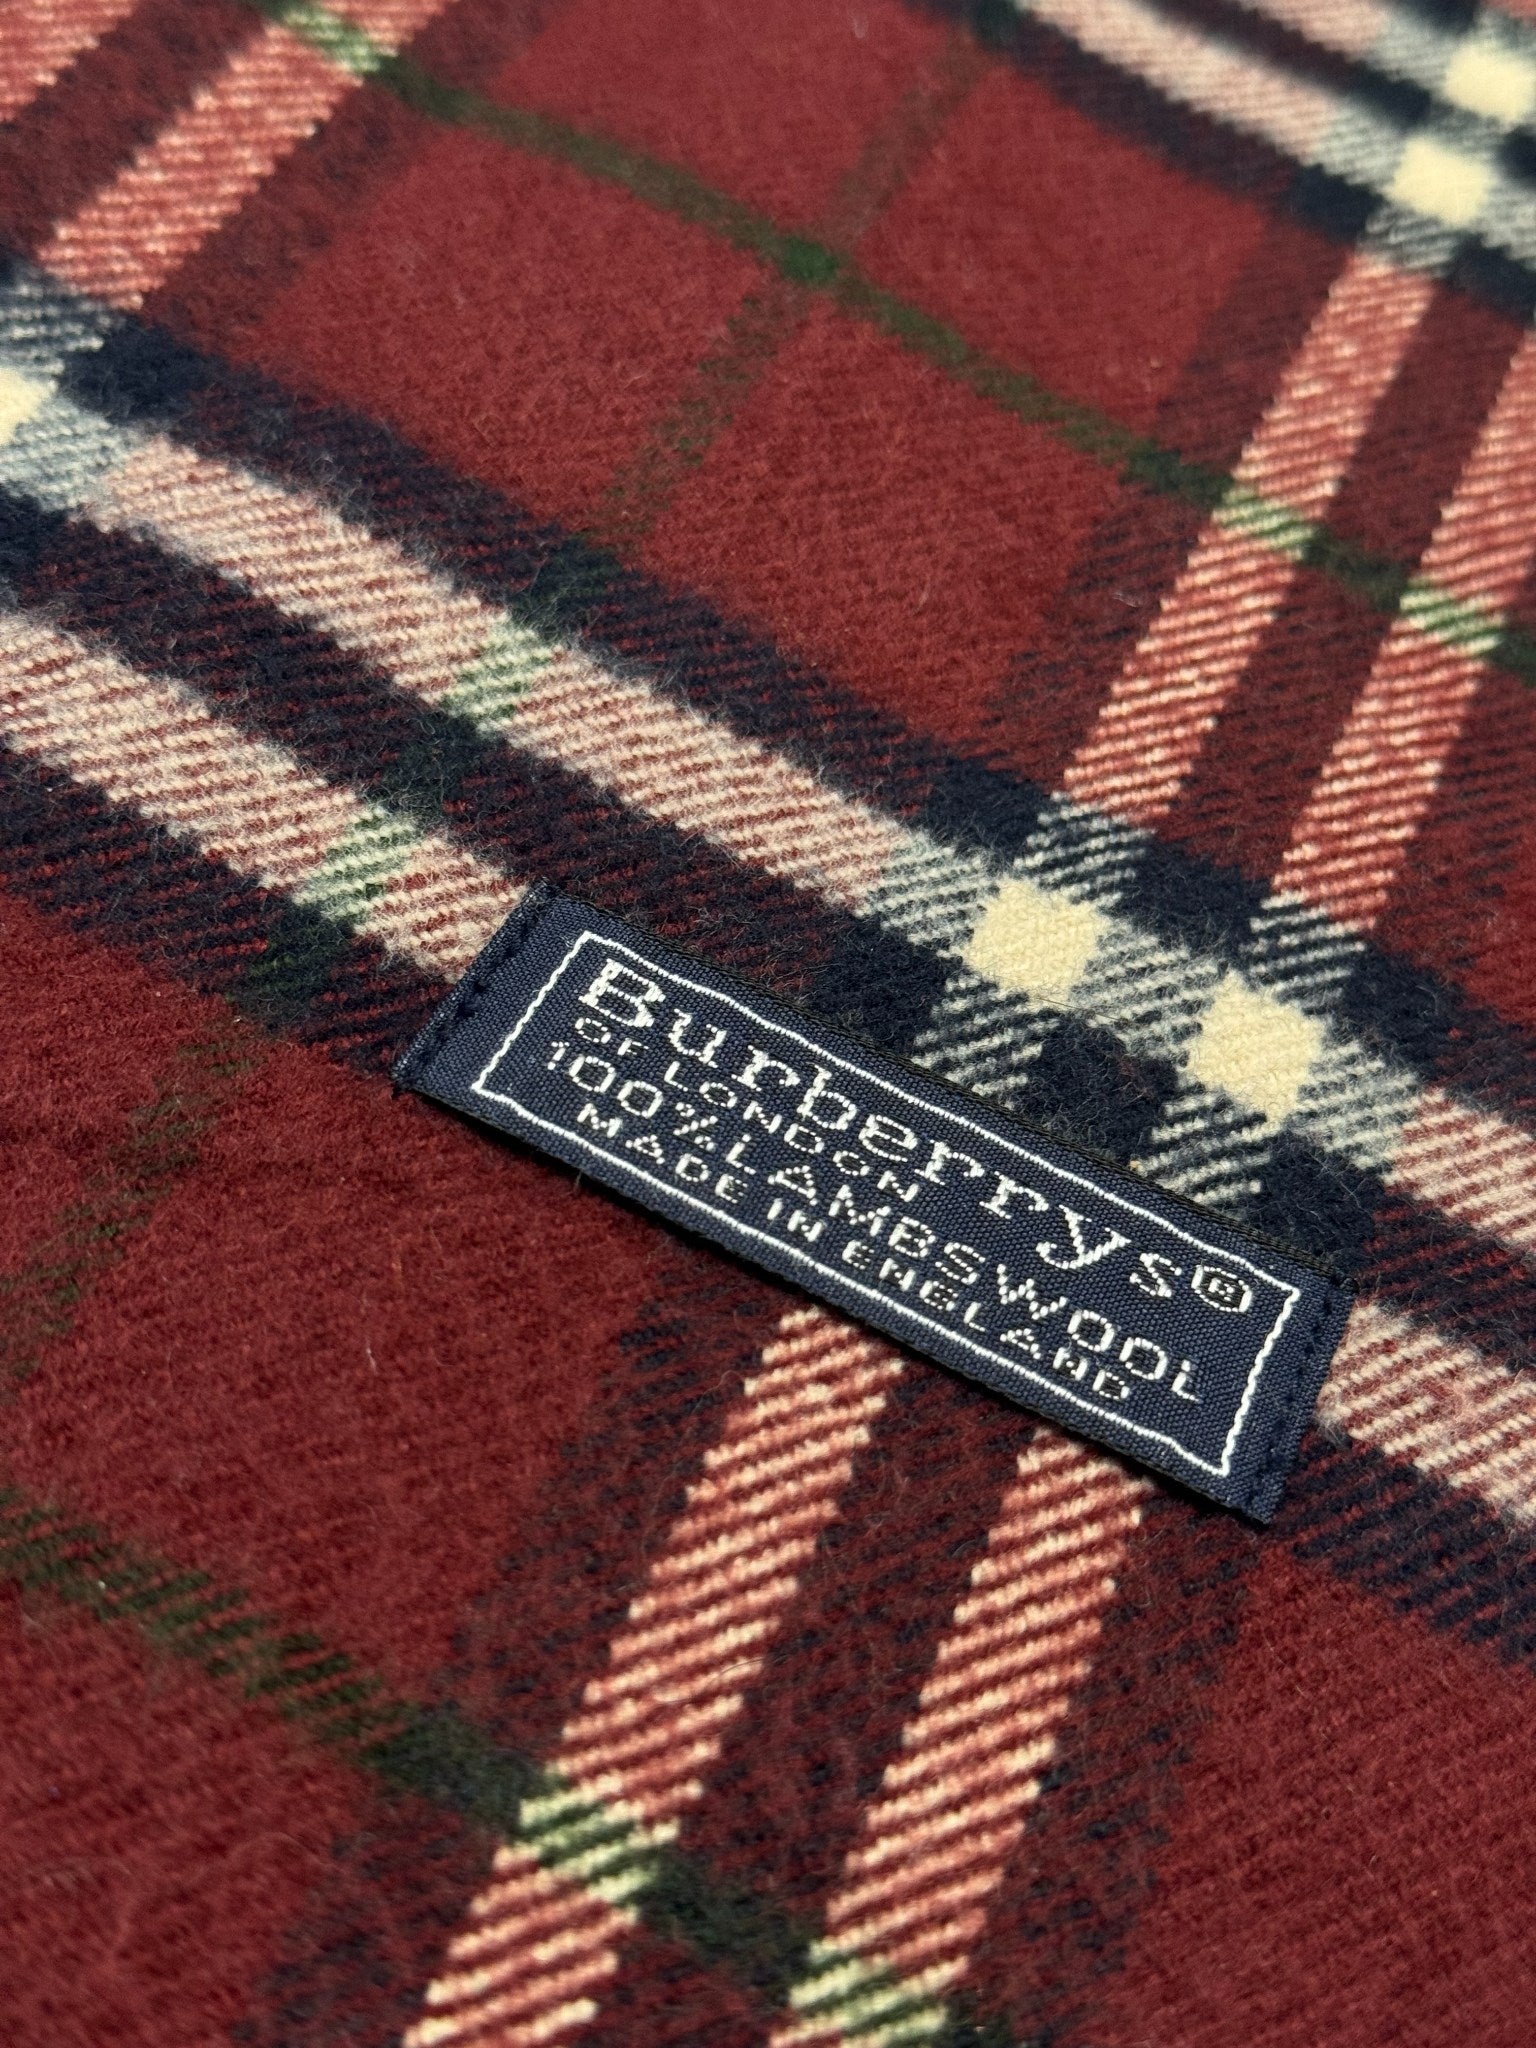 Burberrys®
OF LONDON
100% LAMBSWOOL
MADE IN ENGLAND